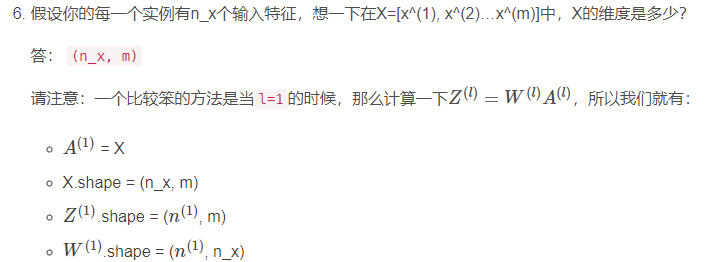 6. 假设你的每一个实例有n_x个输入特征，想一下在X=[x^(1), x^(2)…x^(m)]中，X的维度是多少？
答： (n_x, m)
请注意：一个比较笨的方法是当 l=1 的时候，那么计算一下Z^{(l)} = W^{(l)}A^{(l)}，所以我们就有：
◦ A^{(1)} = X
◦ X.shape = (n_x, m)
◦ Z^{(1)}.shape = (n^{(1)}, m)
◦ W^{(1)}.shape = (n^{(1)}, n_x)